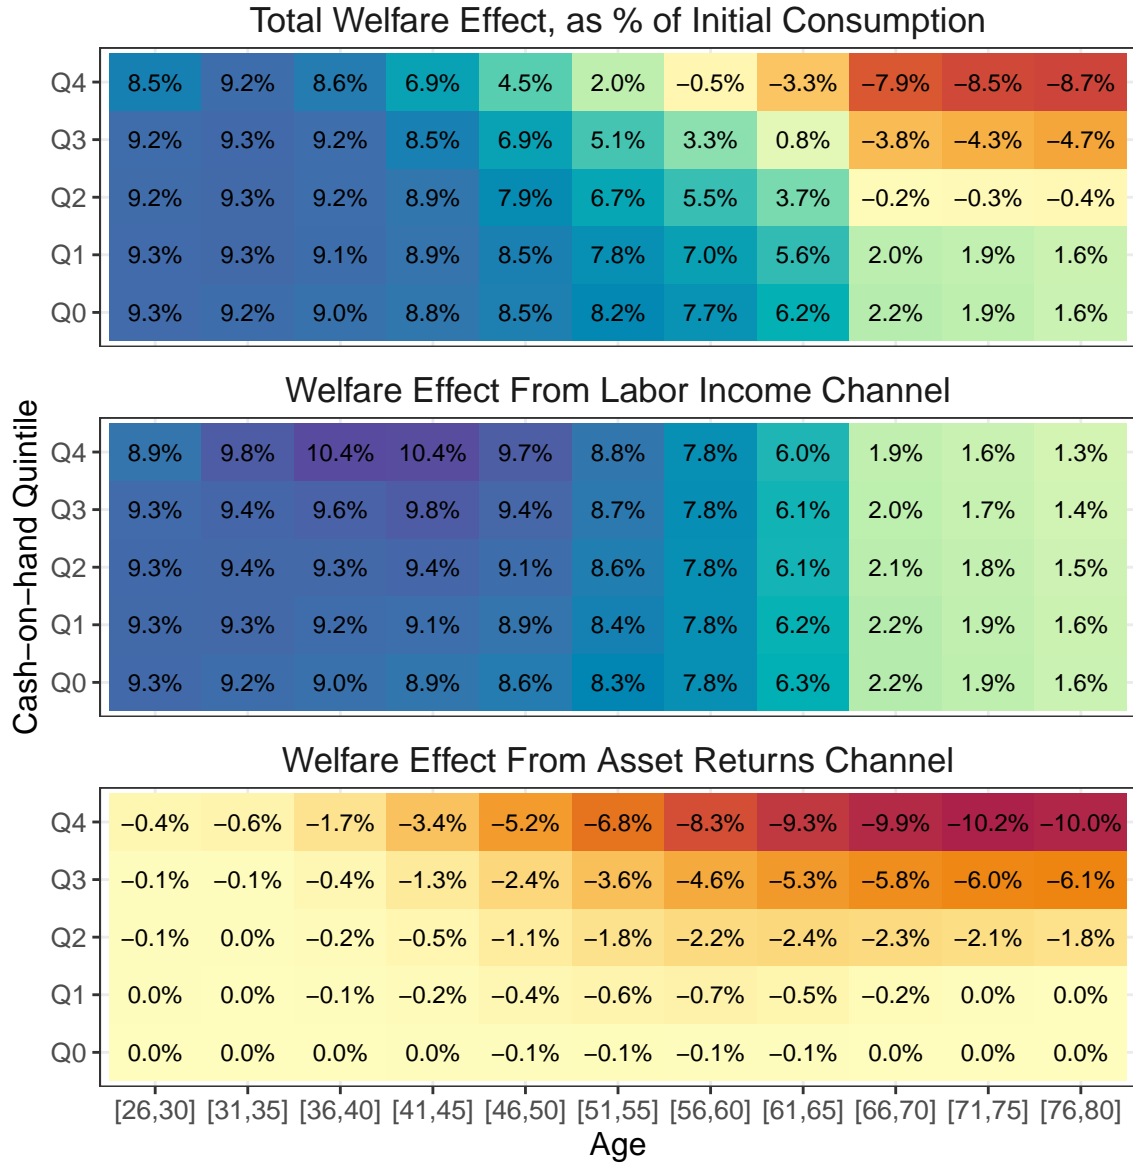 Total Welfare Effect, as % of Initial Consumption
Q4 8.5% 9.2% 8.6% 6.9% 4.5% 2.0% −0.5% −3.3% −7.9% −8.5% −8.7%
Q3 9.2% 9.3% 9.2% 8.5% 6.9% 5.1% 3.3% 0.8% −3.8% −4.3% −4.7%
Q2 9.2% 9.3% 9.2% 8.9% 7.9% 6.7% 5.5% 3.7% −0.2% −0.3% −0.4%
Q1 9.3% 9.3% 9.1% 8.9% 8.5% 7.8% 7.0% 5.6% 2.0% 1.9% 1.6%
Q0 9.3% 9.2% 9.0% 8.8% 8.5% 8.2% 7.7% 6.2% 2.2% 1.9% 1.6%
Cash−on−hand Quintile
Welfare Effect From Labor Income Channel
Q4 8.9% 9.8% 10.4% 10.4% 9.7% 8.8% 7.8% 6.0% 1.9% 1.6% 1.3%
Q3 9.3% 9.4% 9.6% 9.8% 9.4% 8.7% 7.8% 6.1% 2.0% 1.7% 1.4%
Q2 9.3% 9.4% 9.3% 9.4% 9.1% 8.6% 7.8% 6.1% 2.1% 1.8% 1.5%
Q1 9.3% 9.3% 9.2% 9.1% 8.9% 8.4% 7.8% 6.2% 2.2% 1.9% 1.6%
Q0 9.3% 9.2% 9.0% 8.9% 8.6% 8.3% 7.8% 6.3% 2.2% 1.9% 1.6%
Welfare Effect From Asset Returns Channel
Q4 −0.4% −0.6% −1.7% −3.4% −5.2% −6.8% −8.3% −9.3% −9.9% −10.2% −10.0%
Q3 −0.1% −0.1% −0.4% −1.3% −2.4% −3.6% −4.6% −5.3% −5.8% −6.0% −6.1%
Q2 −0.1% 0.0% −0.2% −0.5% −1.1% −1.8% −2.2% −2.4% −2.3% −2.1% −1.8%
Q1 0.0% 0.0% −0.1% −0.2% −0.4% −0.6% −0.7% −0.5% −0.2% 0.0% 0.0%
Q0 0.0% 0.0% 0.0% 0.0% −0.1% −0.1% −0.1% −0.1% 0.0% 0.0% 0.0%
[26,30] [31,35] [36,40] [41,45] [46,50] [51,55] [56,60] [61,65] [66,70] [71,75] [76,80]
Age